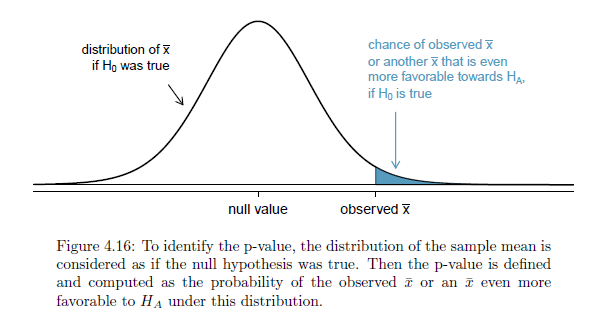 distribution of x̄
if H₀ was true
chance of observed x̄
or another x̄ that is even
more favorable towards Hᴀ,
if H₀ is true
null value
observed x̄
Figure 4.16: To identify the p-value, the distribution of the sample mean is
considered as if the null hypothesis was true. Then the p-value is defined
and computed as the probability of the observed x̄ or an x̄ even more
favorable to Hᴀ under this distribution.